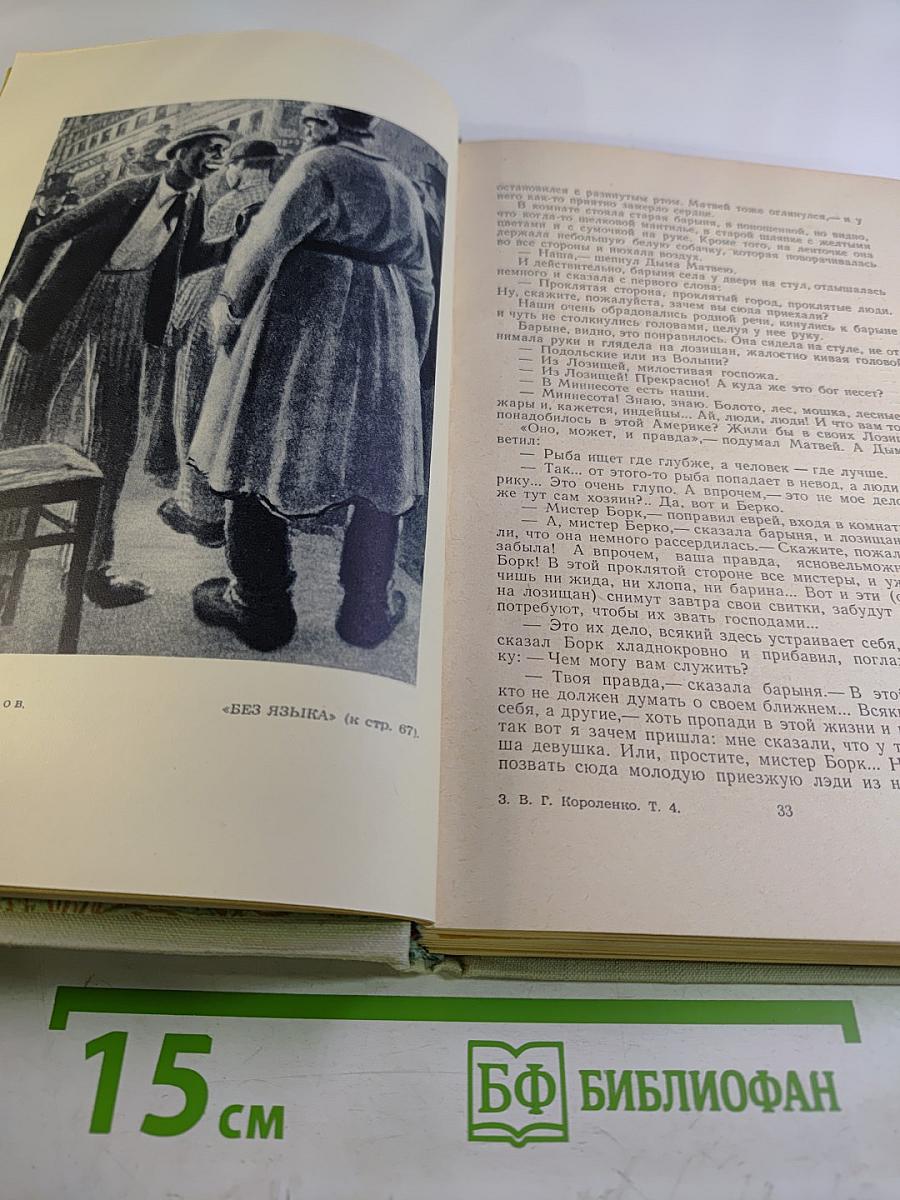 ов.
«БЕЗ ЯЗЫКА» (к стр. 67).
остановился с разинутым ртом. Матвей тоже оглянулся,— и у
него как-то приятно замерло сердце.
В комнате стояла старая барыня, в поношенной, но видно,
что когда-то шелковой мантилье, в старой шляпке с желтыми
цветами и с сумочкой на руке. Кроме того, на ленточке она
держала небольшую белую собачку, которая поворачивалась
во все стороны и нюхала воздух.
— Наша,— шепнул Дыма Матвею.
И действительно, барыня села у двери на стул, отдышалась
немного и сказала с первого слова:
— Проклятая сторона, проклятый город, проклятые люди.
Ну, скажите, пожалуйста, зачем вы сюда приехали?
Наши очень обрадовались родной речи, кинулись к барыне
и чуть не столкнулись головами, целуя у нее руку.
Барыне, видно, это понравилось. Она сидела на стуле, не от
нимала руки и глядела на лозищан, жалостно кивая головой
— Подольские или из Волыни?
— Из Лозищей, милостивая госпожа.
— Из Лозищей! Прекрасно! А куда же это бог несет?
— В Миннесоте есть наши.
— Миннесота! Знаю, знаю. Болото, лес, мошка, лесные
жары и, кажется, индейцы... Ай, люди, люди! И что вам то
понадобилось в этой Америке? Жили бы в своих Лозищ
«Оно, может, и правда»,— подумал Матвей. А Дым
ветил:
— Рыба ищет где глубже, а человек — где лучше.
— Так... от этого-то рыба попадает в невод, а люди
рику... Это очень глупо. А впрочем,— это не мое дело
же тут сам хозяин?.. Да, вот и Берко.
— Мистер Борк,— поправил еврей, входя в комнат
— А, мистер Берко,— сказала барыня, и лозищан
ли, что она немного рассердилась.— Скажите, пожал
забыла! А впрочем, ваша правда, ясновельможн
Борк! В этой проклятой стороне все мистеры, и уж
чишь ни жида, ни хлопа, ни барина... Вот и эти (
на лозищан) снимут завтра свои свитки, забудут
потребуют, чтобы их звать господами...
— Это их дело, всякий здесь устраивает себя,
сказал Борк хладнокровно и прибавил, погла
ку: — Чем могу вам служить?
— Твоя правда,— сказала барыня.— В этой
кто не должен думать о своем ближнем... Всяк
себя, а другие,— хоть пропади в этой жизни и
так вот я зачем пришла: мне сказали, что у т
ша девушка. Или, простите, мистер Борк... Н
позвать сюда молодую приезжую лэди из н
3. В. Г. Короленко. Т. 4.
33
15 см
БФ БИБЛИОФАН